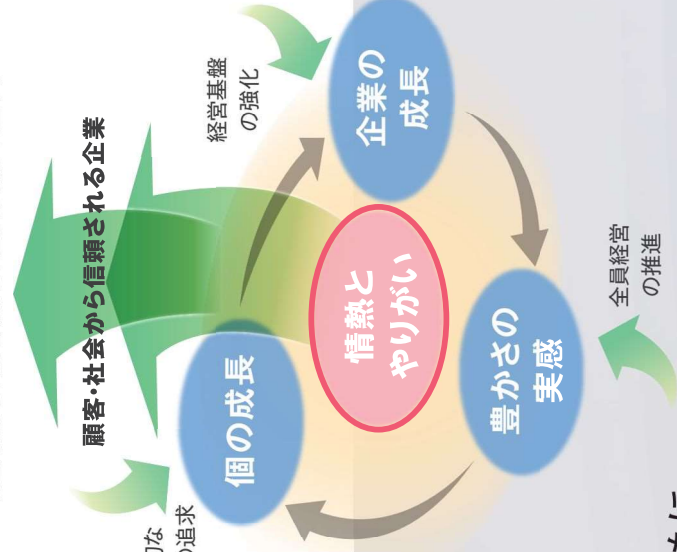 な
追求
顧客・社会から信頼される企業
経営基盤
の強化
個の成長
情熱と
やりがい
企業の
成長
豊かさの
実感
全員経営
の推進
に